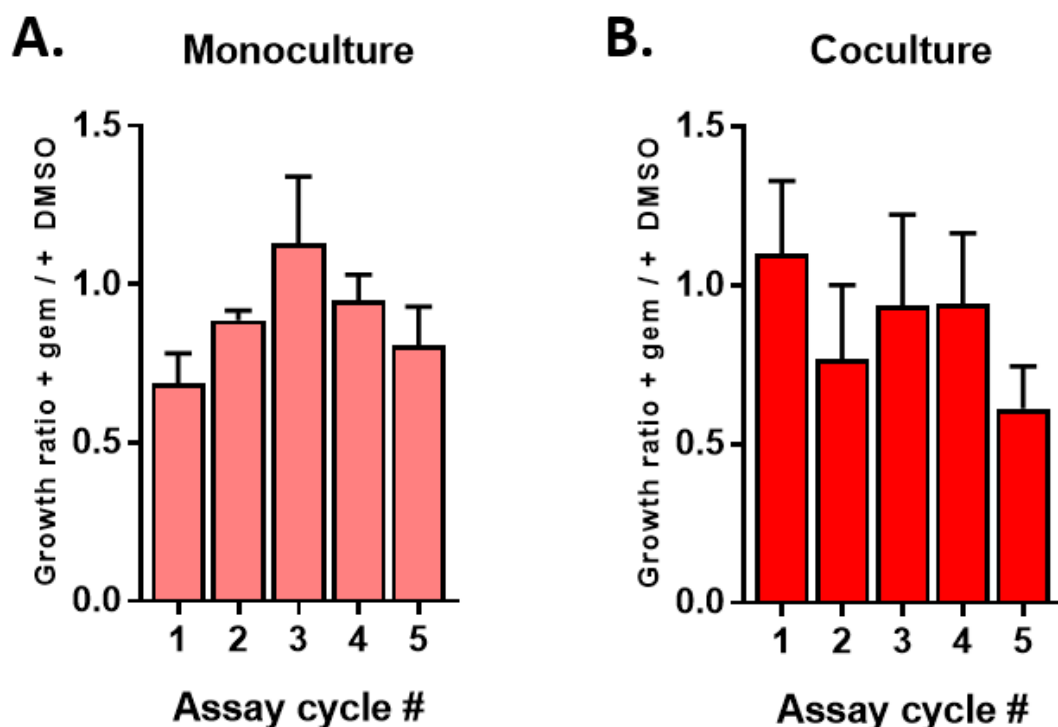 A.
Monoculture
Growth ratio + gem / + DMSO
1.5
1.0
0.5
0.0
1 2 3 4 5
Assay cycle #
B.
Coculture
Growth ratio + gem / + DMSO
1.5
1.0
0.5
0.0
1 2 3 4 5
Assay cycle #